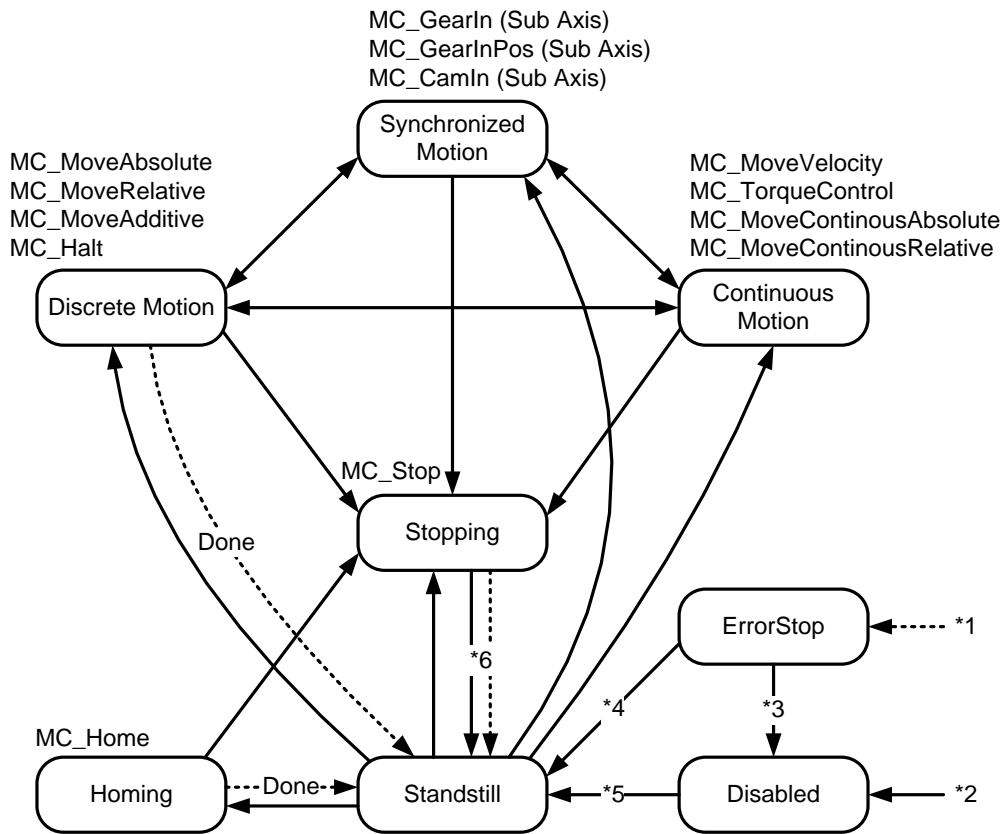 MC_GearIn (Sub Axis)
MC_GearInPos (Sub Axis)
MC_CamIn (Sub Axis)
Synchronized
Motion
MC_MoveAbsolute
MC_MoveRelative
MC_MoveAdditive
MC_Halt
MC_MoveVelocity
MC_TorqueControl
MC_MoveContinousAbsolute
MC_MoveContinousRelative
Discrete Motion
Continuous
Motion
MC_Stop
Stopping
Done
ErrorStop
*1
*6
*4
*3
MC_Home
Homing
Done
Standstill
*5
Disabled
*2